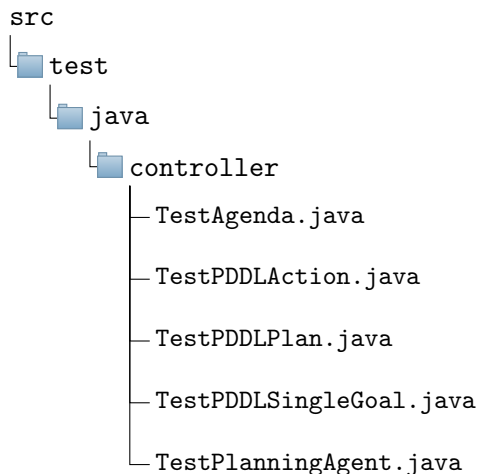 src
test
java
controller
TestAgenda.java
TestPDDLAction.java
TestPDDLPlan.java
TestPDDLSingleGoal.java
TestPlanningAgent.java